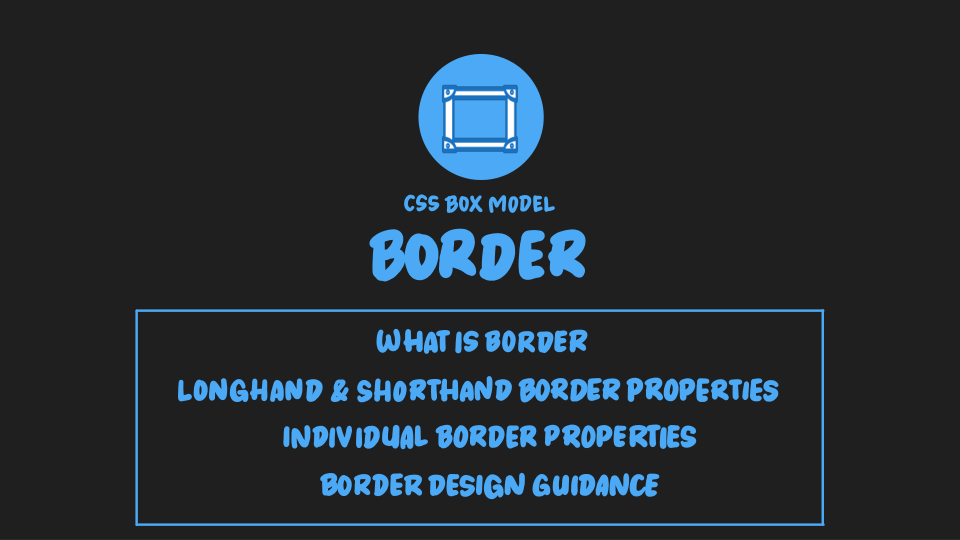 CSS BOX MODEL
BORDER
WHAT IS BORDER
LONGHAND & SHORTHAND BORDER PROPERTIES
INDIVIDUAL BORDER PROPERTIES
BORDER DESIGN GUIDANCE